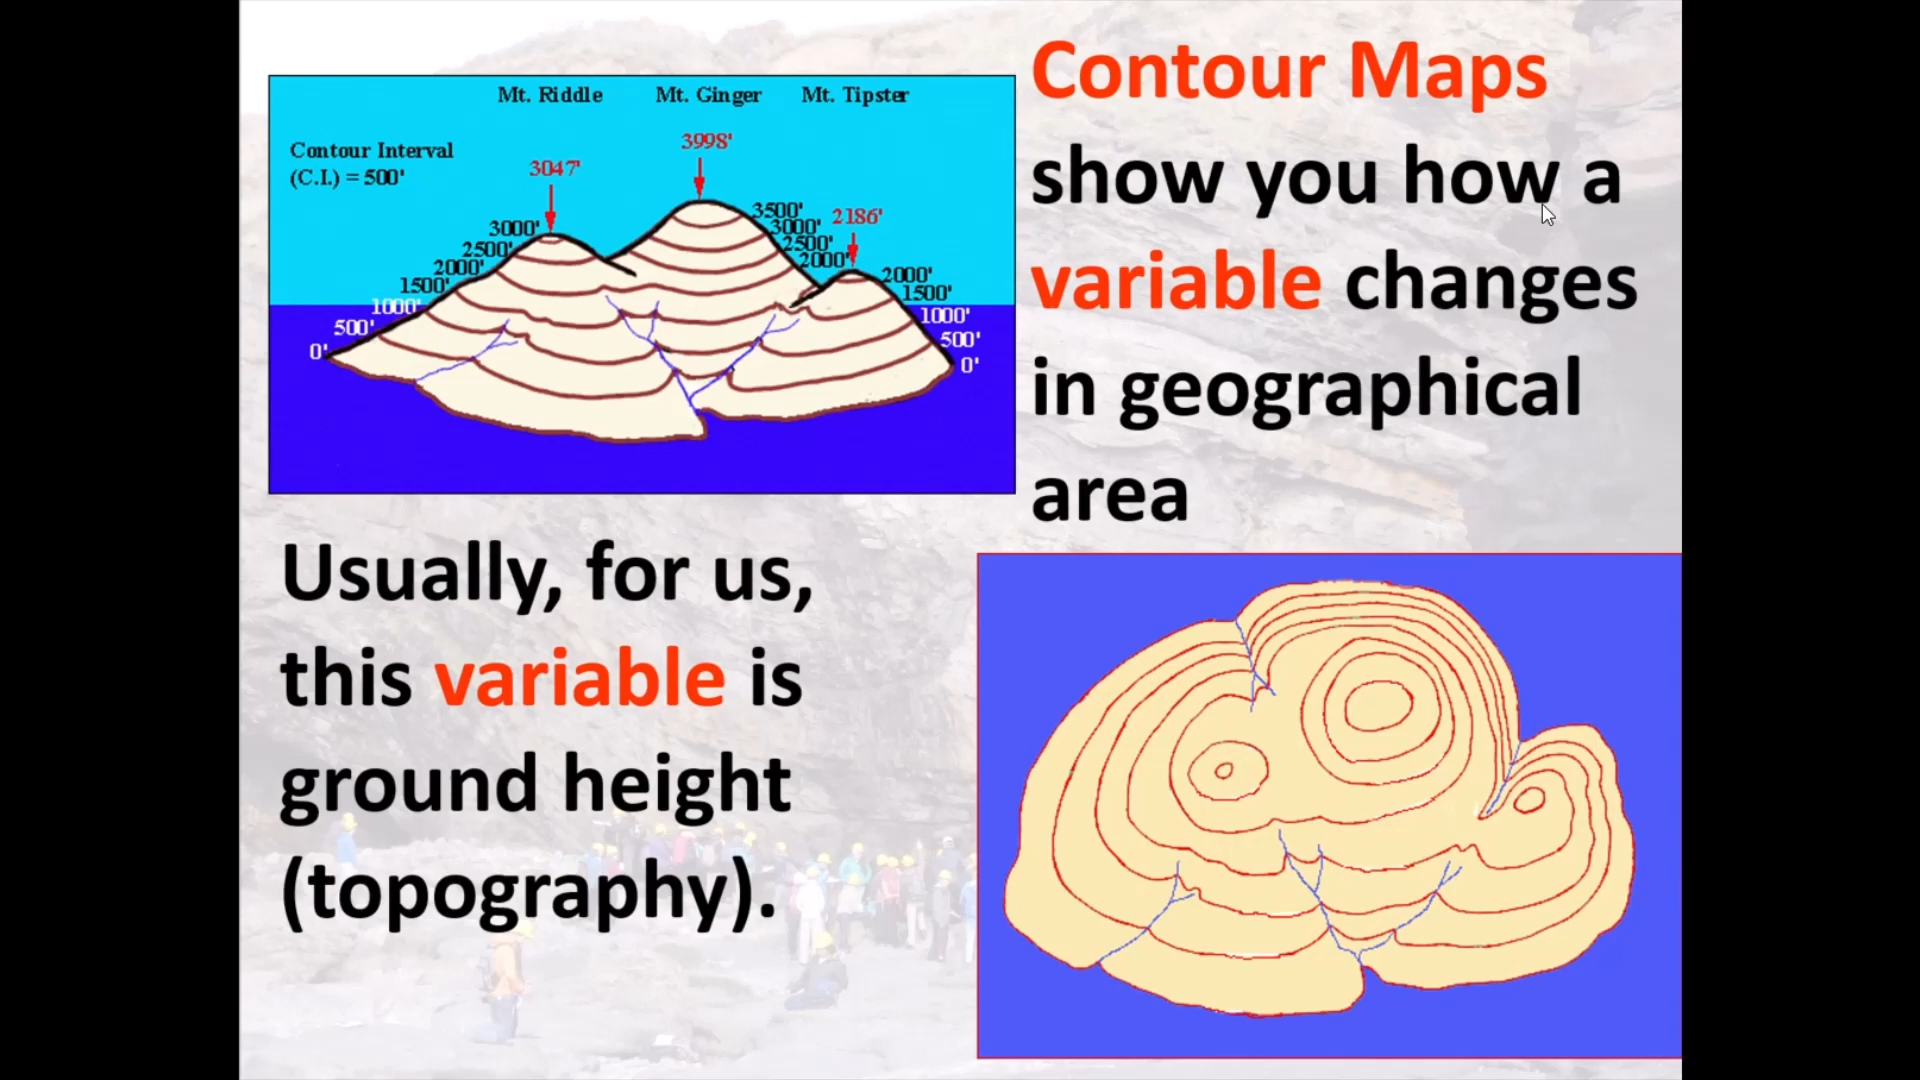 Contour Maps
show you how a
variable changes
in geographical
area
Mt. Riddle Mt. Ginger Mt. Tipster
Contour Interval
(C.I.) = 500'
3047'
3998'
2186'
3000'
2500'
2000'
1500'
1000'
500'
0'
3500'
3000'
2500'
2000'
2000'
1500'
1000'
500'
0'
Usually, for us,
this variable is
ground height
(topography).